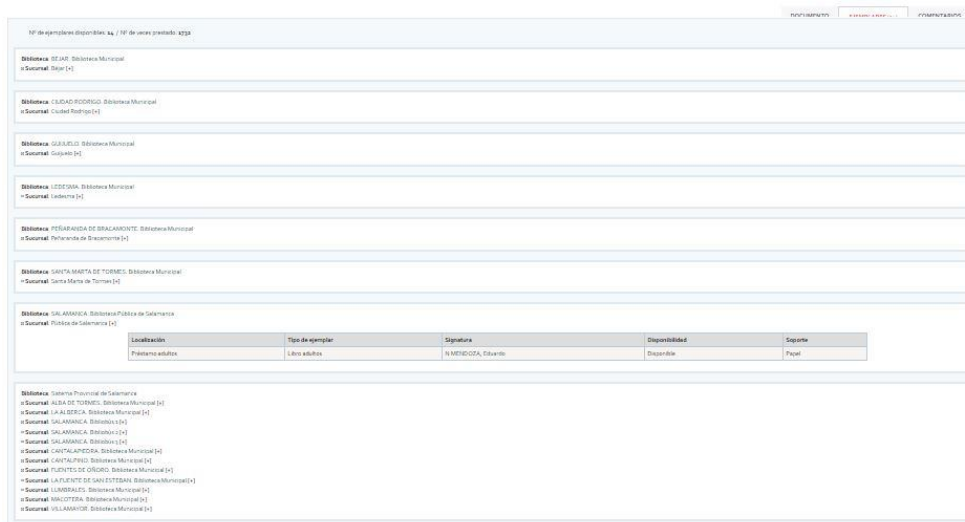 DOCUMENTO COMENTARIOS
Nº de ejemplares disponibles: 24 / Nº de veces prestado:
Biblioteca: BÉJAR. Biblioteca Municipal
Sucursal: Béjar [+]
Biblioteca: CIUDAD RODRIGO. Biblioteca Municipal
Sucursal: Ciudad Rodrigo [+]
Biblioteca: GUIJUELO. Biblioteca Municipal
Sucursal: Guijuelo [+]
Biblioteca: LEDESMA. Biblioteca Municipal
Sucursal: Ledesma [+]
Biblioteca: PEÑARANDA DE BRACAMONTE. Biblioteca Municipal
Sucursal: Peñaranda de Bracamonte [+]
Biblioteca: SANTA MARTA DE TORMES. Biblioteca Municipal
Sucursal: Santa Marta de Tormes [+]
Biblioteca: SALAMANCA. Biblioteca Pública de Salamanca
Sucursal: Pública de Salamanca [+]
Localización Tipo de ejemplar Signatura Disponibilidad Soporte
Préstamo adultos Libro adultos N MENDOZA, Eduardo Disponible Papel
Biblioteca: Sistema Provincial de Salamanca
Sucursal: ALBA DE TORMES. Biblioteca Municipal [+]
Sucursal: LA ALBERCA. Biblioteca Municipal [+]
Sucursal: SALAMANCA. Bibliobús [+]
Sucursal: SALAMANCA. Bibliobús [+]
Sucursal: SALAMANCA. Bibliobús [+]
Sucursal: CANTALAPIEDRA. Biblioteca Municipal [+]
Sucursal: CANTALPINO. Biblioteca Municipal [+]
Sucursal: FUENTES DE OÑORO. Biblioteca Municipal [+]
Sucursal: LA FUENTE DE SAN ESTEBAN. Biblioteca Municipal [+]
Sucursal: LUMBRALES. Biblioteca Municipal [+]
Sucursal: MACOTERA. Biblioteca Municipal [+]
Sucursal: VILLAMAYOR. Biblioteca Municipal [+]